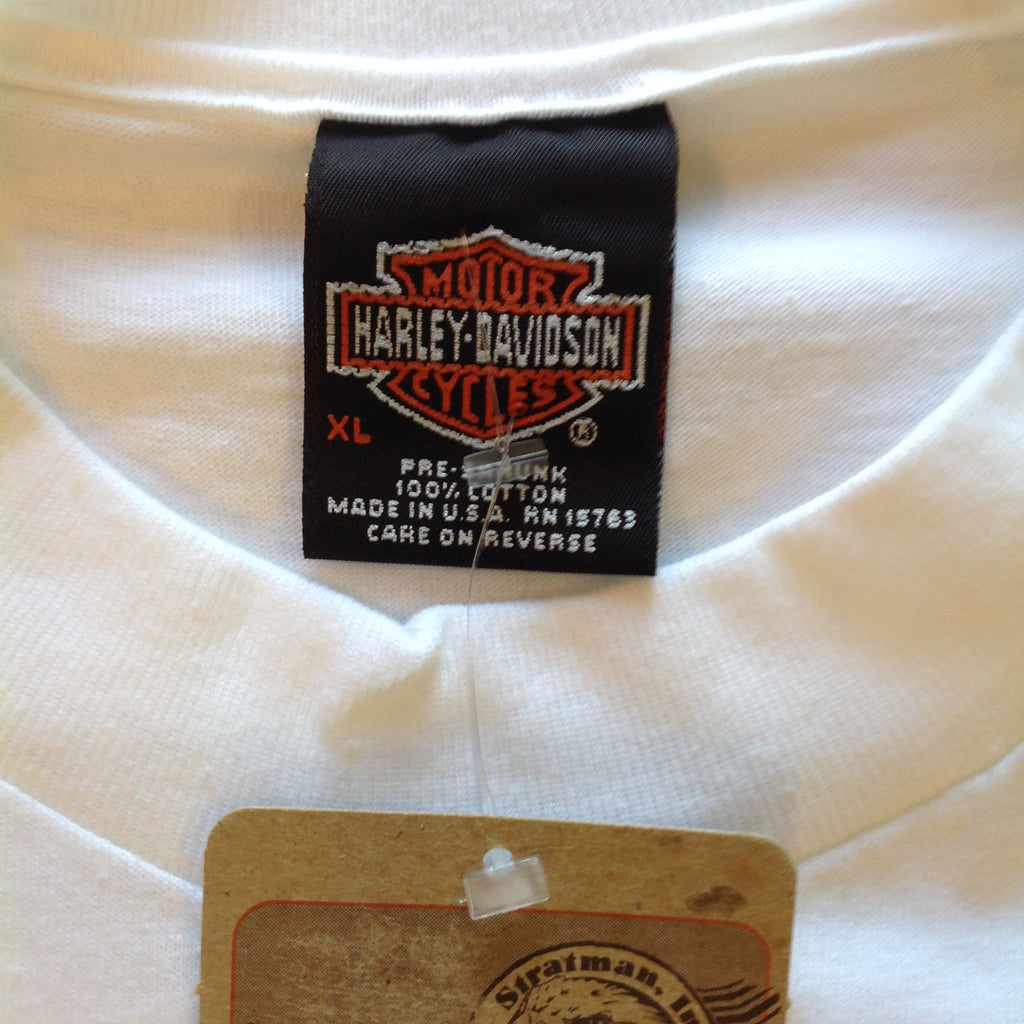 MOTOR
HARLEY-DAVIDSON
CYCLES
XL ®
100% COTTON
MADE IN U.S.A. RN 15763
CARE ON REVERSE
Stratman,